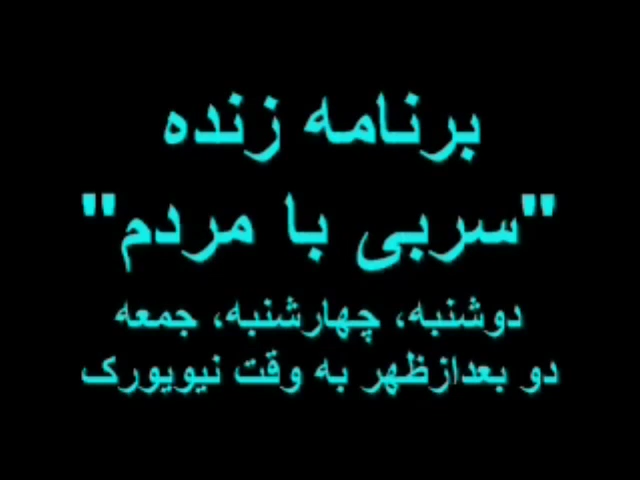 برنامه زنده
"سربی با مردم"
دوشنبه، چهارشنبه، جمعه
دو بعدازظهر به وقت نیویورک